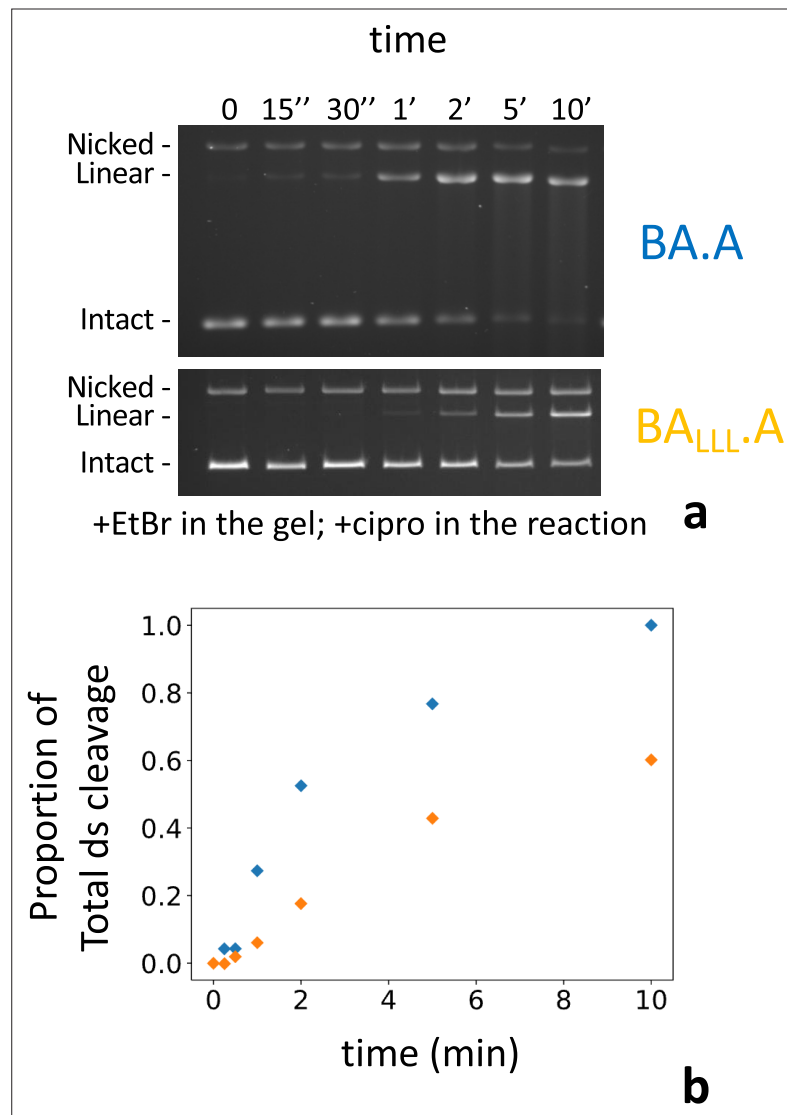 time
0 15’’ 30’’ 1’ 2’ 5’ 10’
Nicked -
Linear -
BA.A
Intact -
Nicked -
Linear -
BALLL.A
Intact -
+EtBr in the gel; +cipro in the reaction
a
1.0
0.8
0.6
0.4
0.2
0.0
Proportion of
Total ds cleavage
0 2 4 6 8 10
time (min)
b